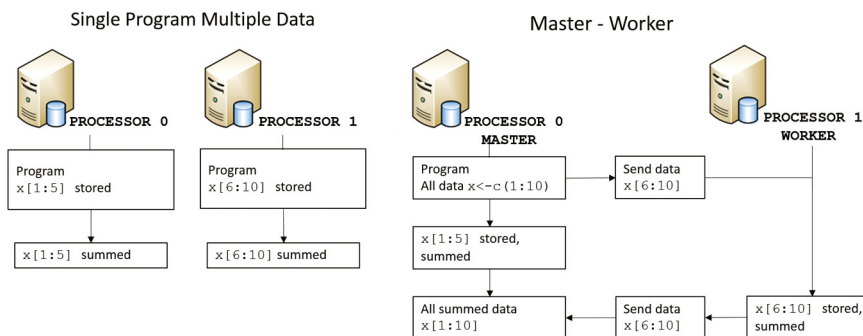 Single Program Multiple Data
PROCESSOR 0
PROCESSOR 1
Program
x[1:5] stored
Program
x[6:10] stored
x[1:5] summed
x[6:10] summed
Master - Worker
PROCESSOR 0
MASTER
PROCESSOR 1
WORKER
Program
All data x<-c(1:10)
Send data
x[6:10]
x[1:5] stored,
summed
All summed data
x[1:10]
Send data
x[6:10]
x[6:10] stored,
summed